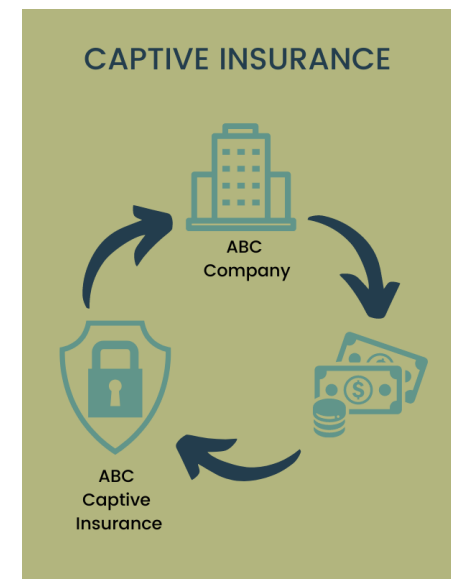 CAPTIVE INSURANCE
ABC
Company
$
ABC
Captive
Insurance